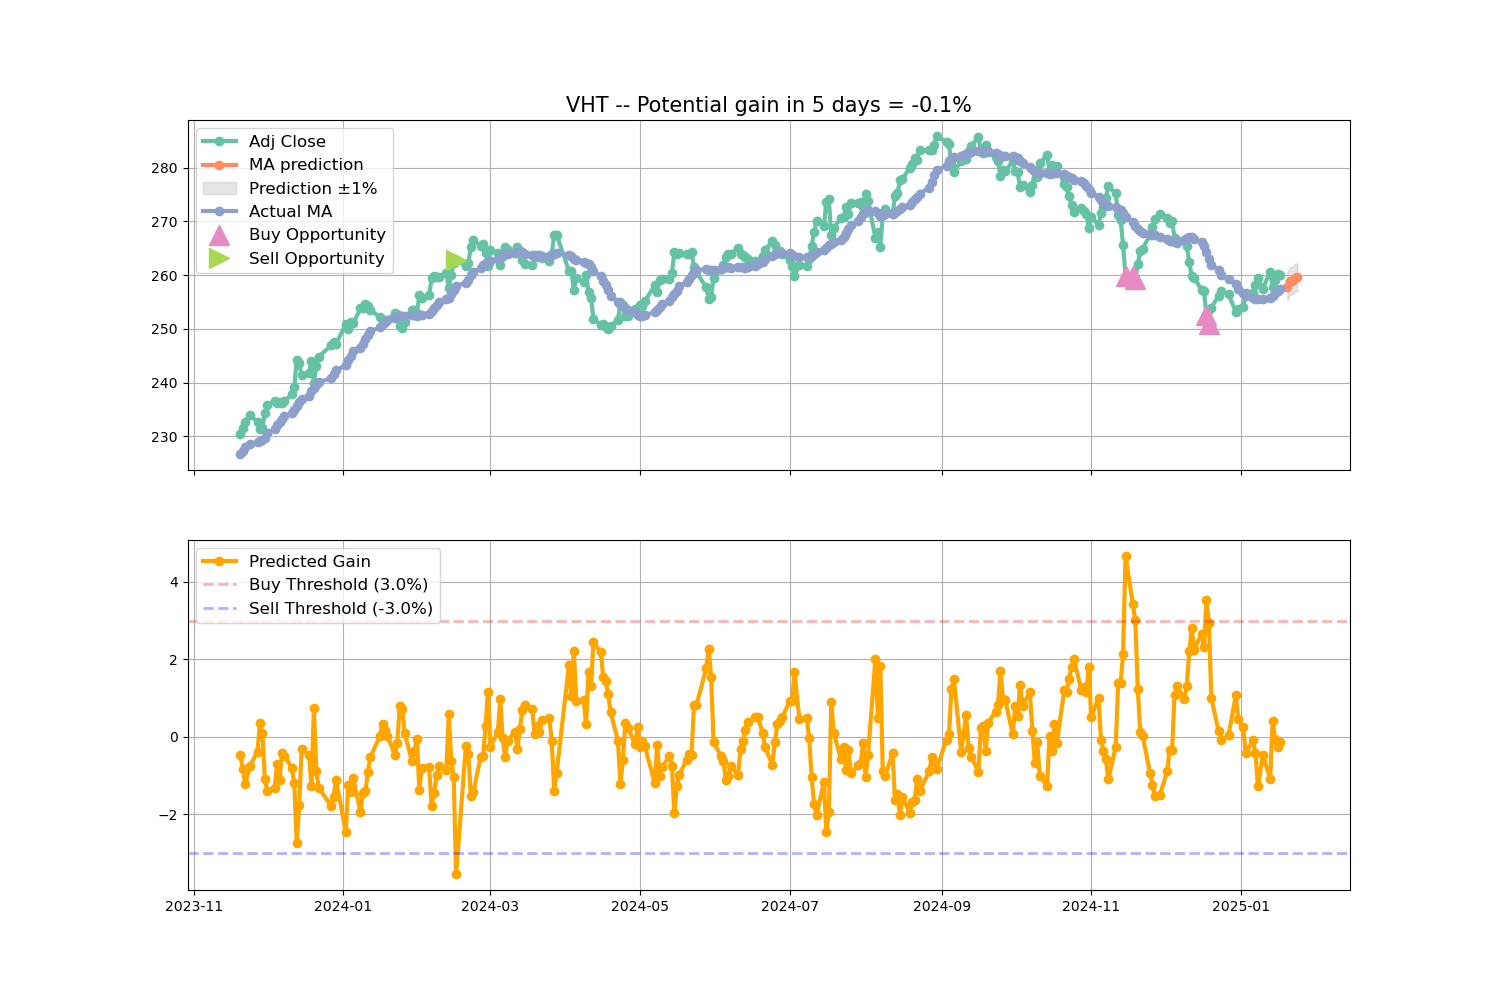 VHT -- Potential gain in 5 days = -0.1%
Adj Close
MA prediction
Prediction ±1%
Actual MA
Buy Opportunity
Sell Opportunity
280
270
260
250
240
230
Predicted Gain
Buy Threshold (3.0%)
Sell Threshold (-3.0%)
4
2
0
−2
2023-11 2024-01 2024-03 2024-05 2024-07 2024-09 2024-11 2025-01